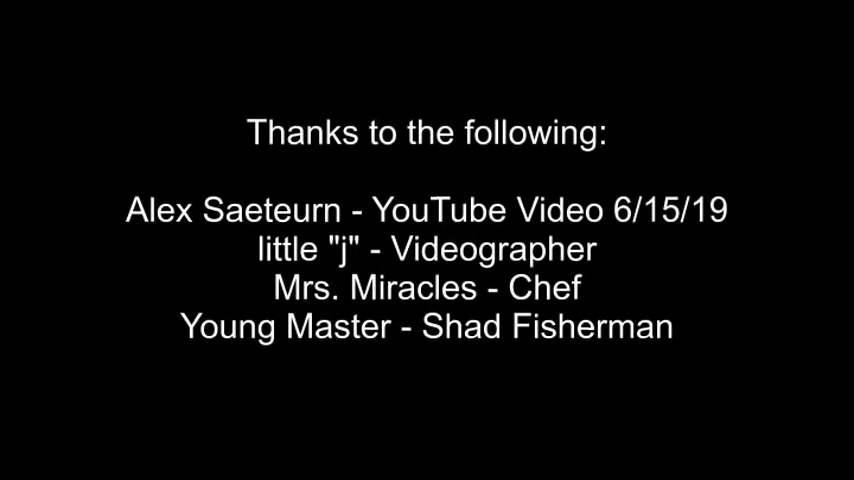 Thanks to the following:
Alex Saeteurn - YouTube Video 6/15/19
little "j" - Videographer
Mrs. Miracles - Chef
Young Master - Shad Fisherman